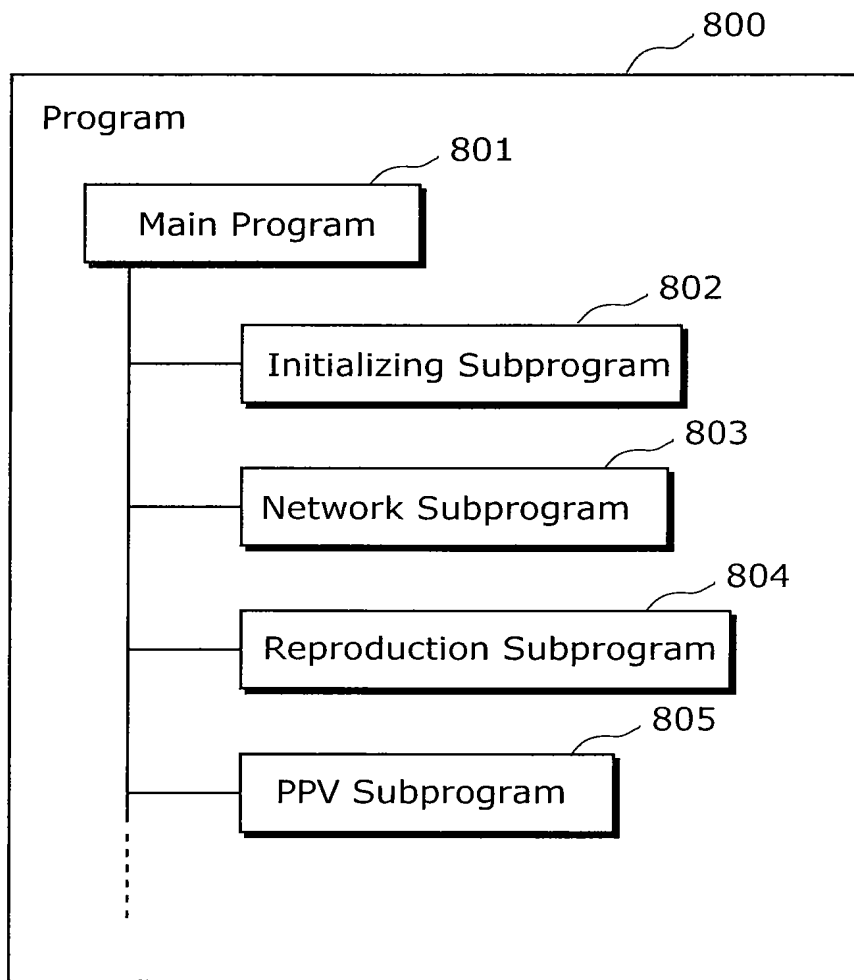 800
Program
801
Main Program
802
Initializing Subprogram
803
Network Subprogram
804
Reproduction Subprogram
805
PPV Subprogram